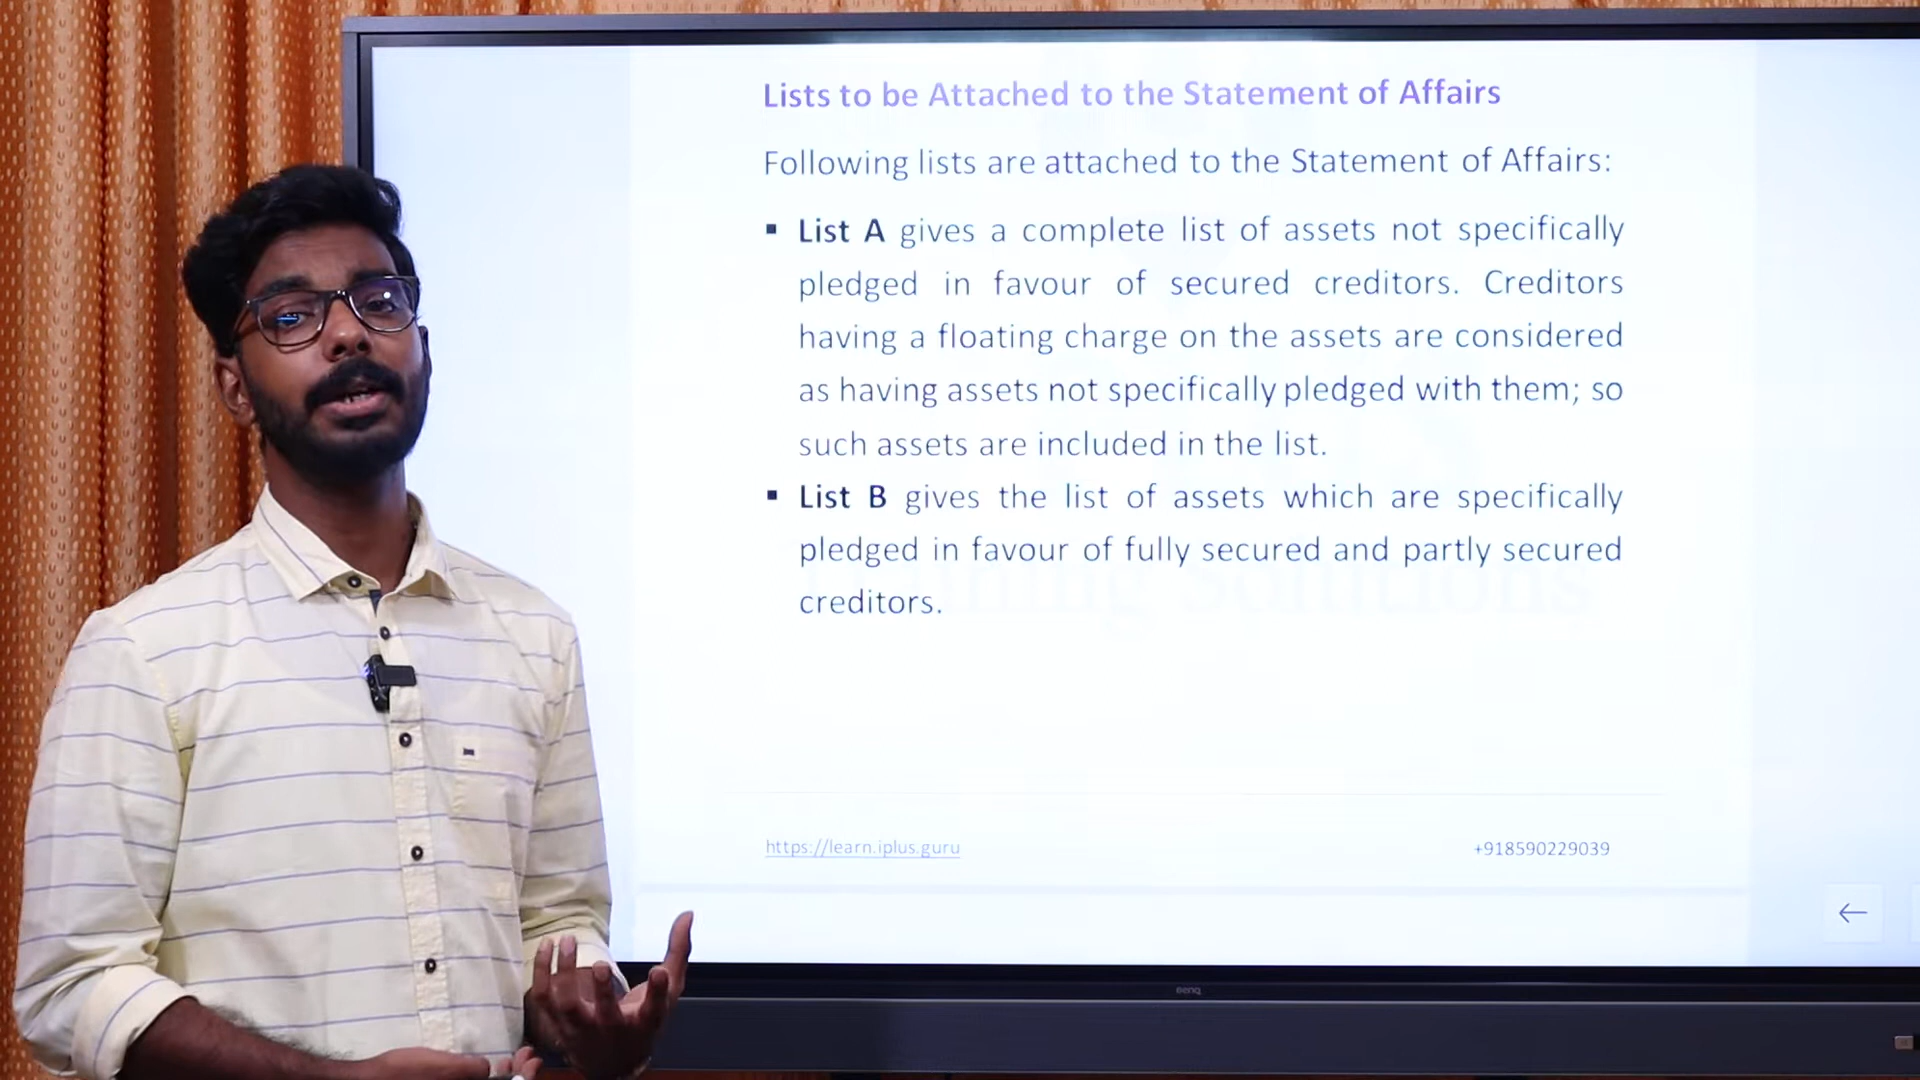 Lists to be Attached to the Statement of Affairs
Following lists are attached to the Statement of Affairs:
▪ List A gives a complete list of assets not specifically
pledged in favour of secured creditors. Creditors
having a floating charge on the assets are considered
as having assets not specifically pledged with them; so
such assets are included in the list.
▪ List B gives the list of assets which are specifically
pledged in favour of fully secured and partly secured
creditors.
Learning Solutions
https://learn.iplus.guru
+918590229039
BenQ